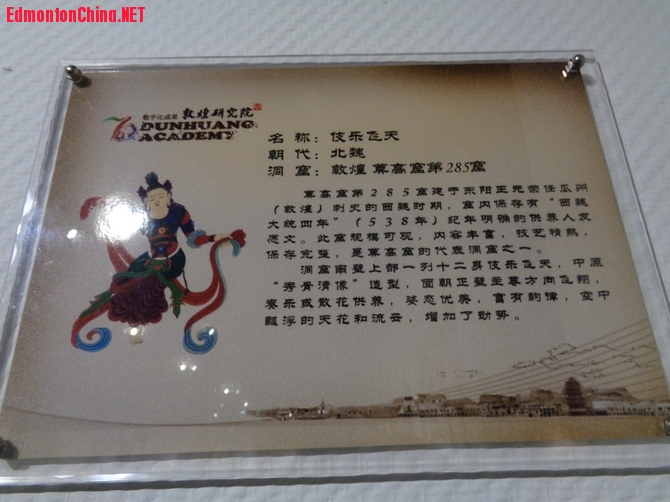 EdmontonChina.NET
数字化成果 敦煌研究院
DUNHUANG
ACADEMY
名 称：伎乐飞天
朝 代：北魏
洞 窟：敦煌 莫高窟第285窟
莫高窟第285窟建于东阳王元荣任瓜州
（敦煌）刺史的西魏时期，窟内保存有“西魏
大统四年”（538年）纪年明确的供养人发
愿文。此窟规模可观，内容丰富，技艺精熟，
保存完整，是莫高窟的代表洞窟之一。
洞窟南壁上部一列十二身伎乐飞天，中原
“秀骨清像”造型，面朝正壁主尊方向飞翔，
奏乐或散花供养，姿态优美，富有韵律，空中
飘浮的天花和流云，增加了动势。